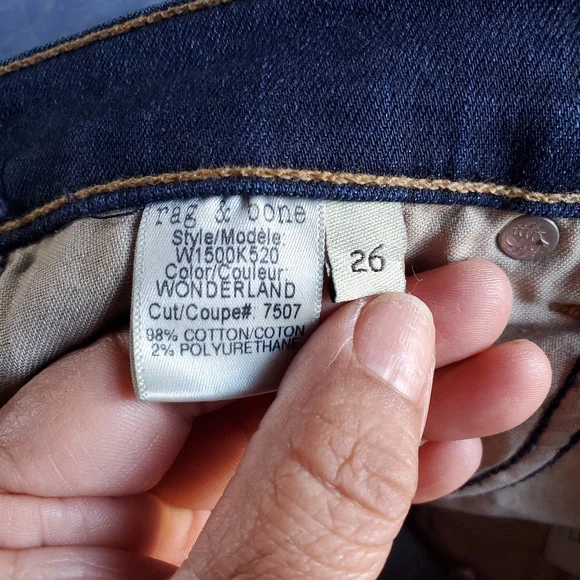 rag & bone
Style/Modèle:
W1500K520
Color/Couleur:
WONDERLAND
Cut/Coupe#: 7507
98% COTTON/COTON
2% POLYURETHANE
26